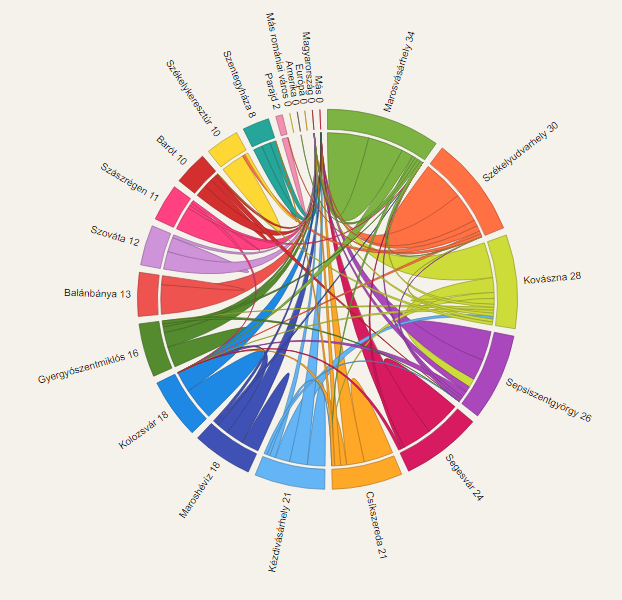 Marosvásárhely 34
Székelyudvarhely 30
Kovászna 28
Sepsiszentgyörgy 26
Segesvár 24
Csíkszereda 21
Kézdivásárhely 21
Maroshévíz 18
Kolozsvár 18
Gyergyószentmiklós 16
Balánbánya 13
Szováta 12
Szászrégen 11
Barót 10
Székelykeresztúr 10
Szentegyháza 8
Parajd 2
Más romániai város 0
Amerika 0
Európa 0
Magyarország 0
Más 0